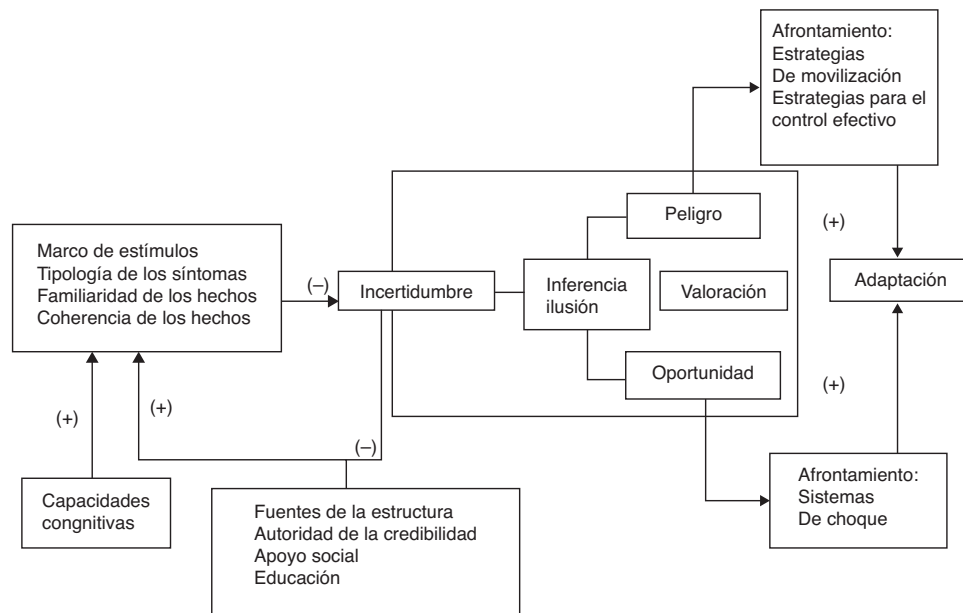 Marco de estímulos
Tipología de los síntomas
Familiaridad de los hechos
Coherencia de los hechos
(+)
(+)
Capacidades
congnitivas
Fuentes de la estructura
Autoridad de la credibilidad
Apoyo social
Educación
(–)
(–)
Incertidumbre
Inferencia
ilusión
Peligro
Valoración
Oportunidad
Afrontamiento:
Estrategias
De movilización
Estrategias para el
control efectivo
(+)
Adaptación
(+)
Afrontamiento:
Sistemas
De choque